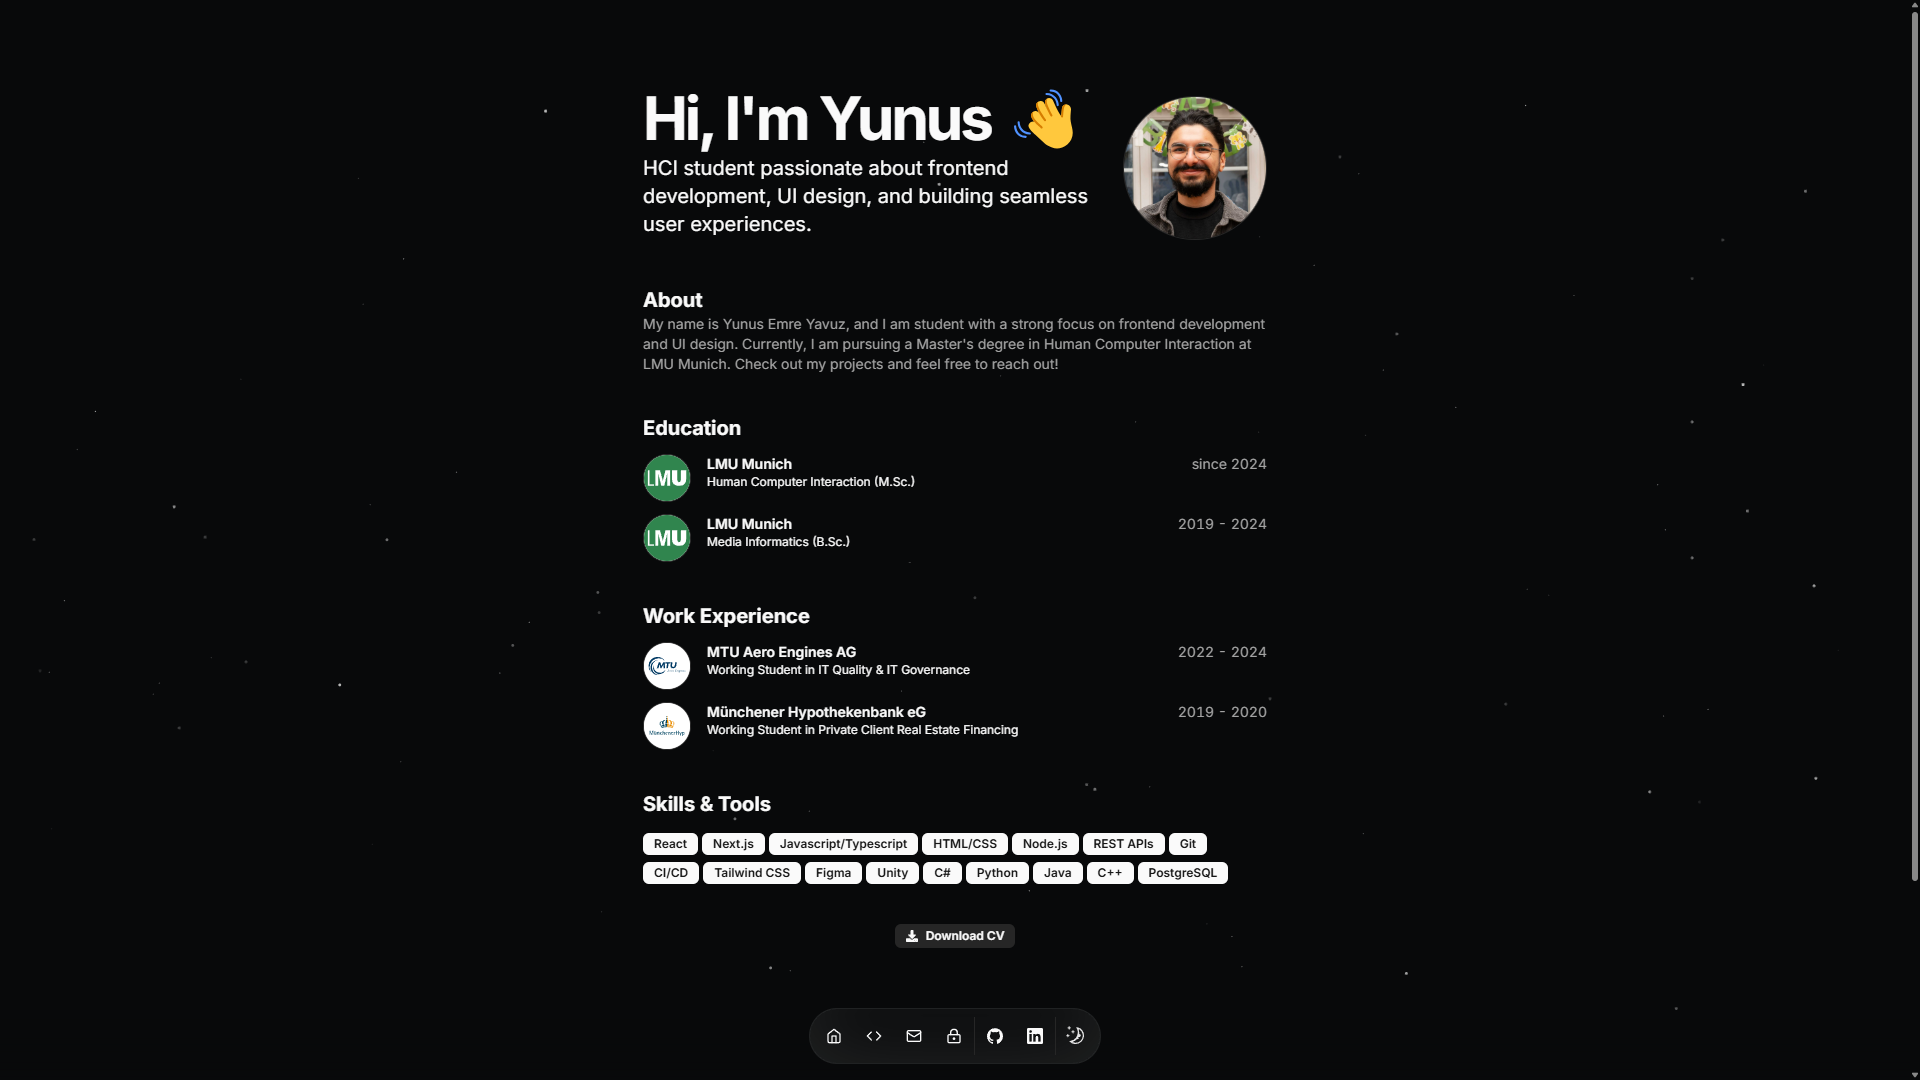 Hi, I'm Yunus 👋
HCI student passionate about frontend
development, UI design, and building seamless
user experiences.
About
My name is Yunus Emre Yavuz, and I am student with a strong focus on frontend development
and UI design. Currently, I am pursuing a Master's degree in Human Computer Interaction at
LMU Munich. Check out my projects and feel free to reach out!
Education
LMU
LMU Munich
since 2024
Human Computer Interaction (M.Sc.)
LMU
LMU Munich
2019 - 2024
Media Informatics (B.Sc.)
Work Experience
MTU
MTU Aero Engines AG
2022 - 2024
Working Student in IT Quality & IT Governance
MünchenerHyp
Münchener Hypothekenbank eG
2019 - 2020
Working Student in Private Client Real Estate Financing
Skills & Tools
React Next.js Javascript/Typescript HTML/CSS Node.js REST APIs Git
CI/CD Tailwind CSS Figma Unity C# Python Java C++ PostgreSQL
Download CV